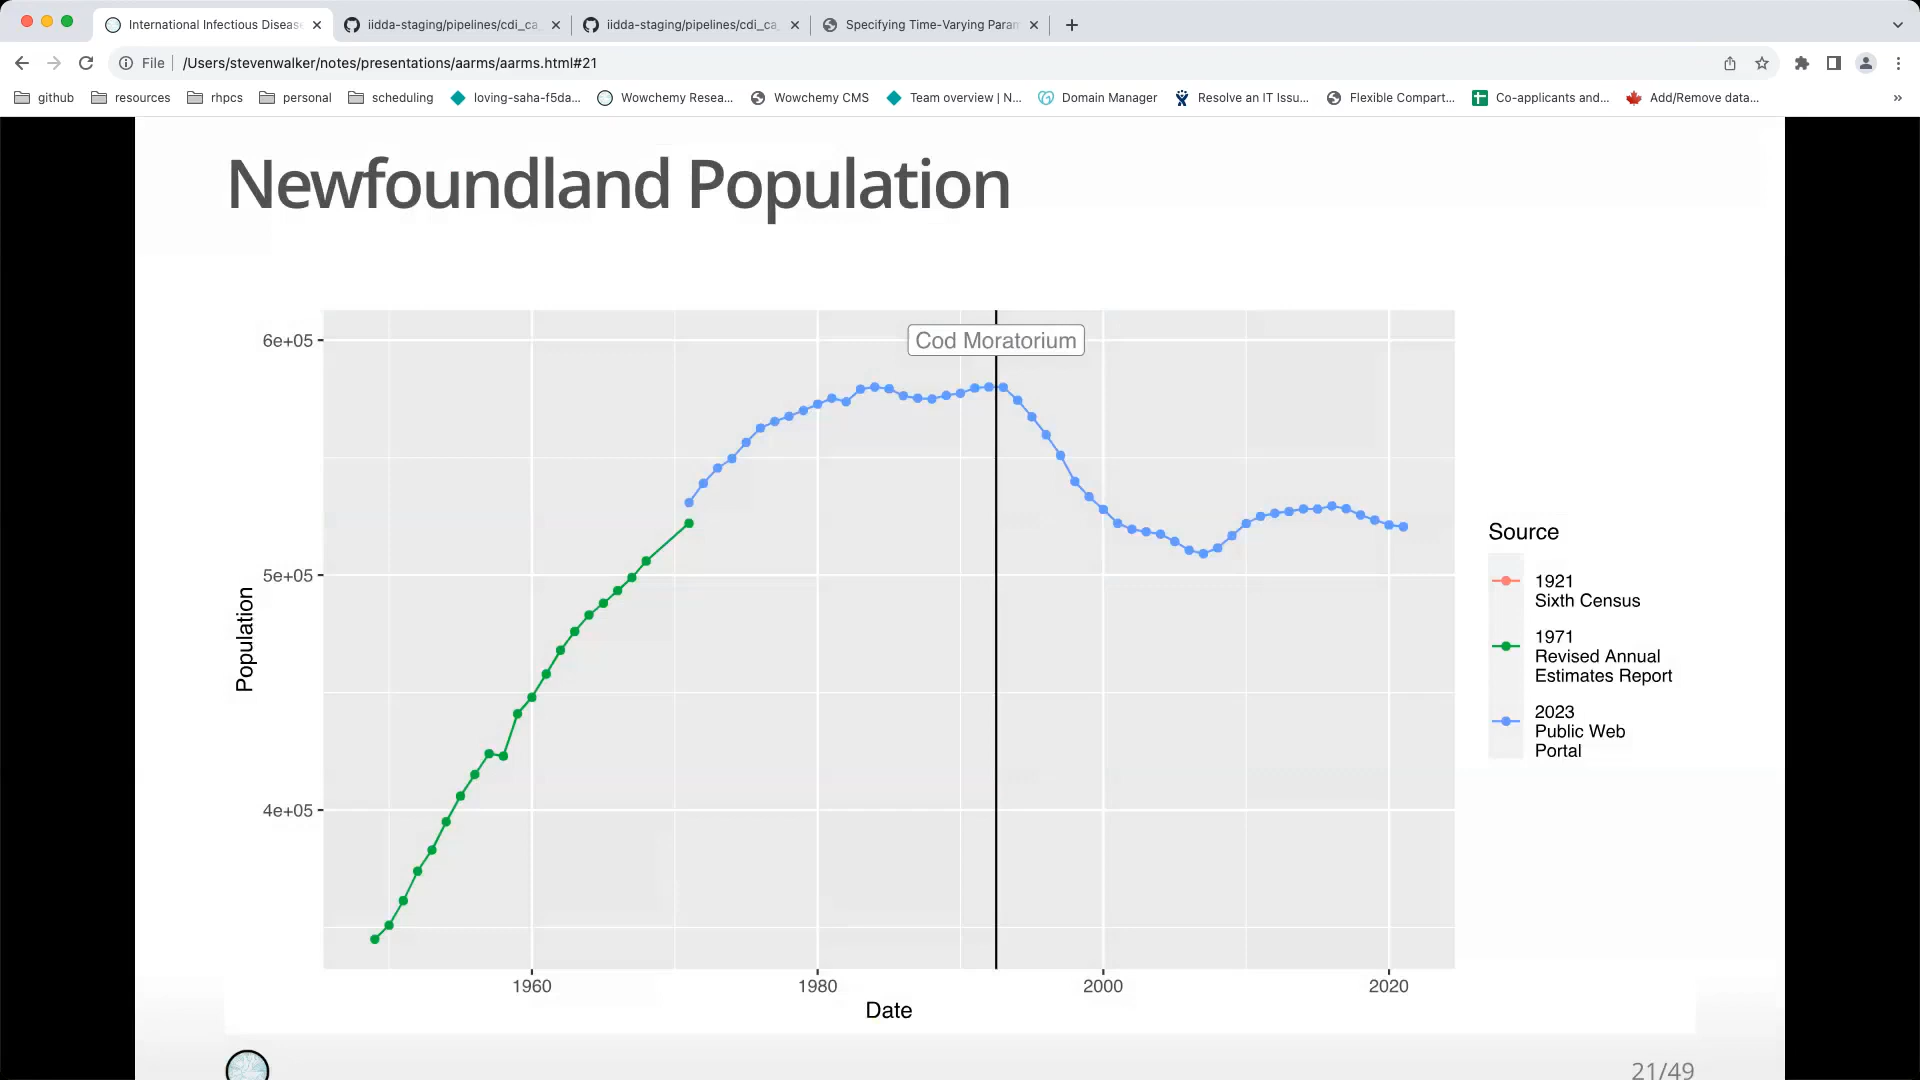 International Infectious Disease
iidda-staging/pipelines/cdi_ca
iidda-staging/pipelines/cdi_ca
Specifying Time-Varying Param
File
/Users/stevenwalker/notes/presentations/aarms/aarms.html#21
github
resources
rhpcs
personal
scheduling
loving-saha-f5da...
Wowchemy Resea...
Wowchemy CMS
Team overview | N...
Domain Manager
Resolve an IT Issu...
Flexible Compart...
Co-applicants and...
Add/Remove data...
»
Newfoundland Population
Cod Moratorium
6e+05
5e+05
4e+05
Population
1960
1980
2000
2020
Date
Source
1921
Sixth Census
1971
Revised Annual
Estimates Report
2023
Public Web
Portal
21/49